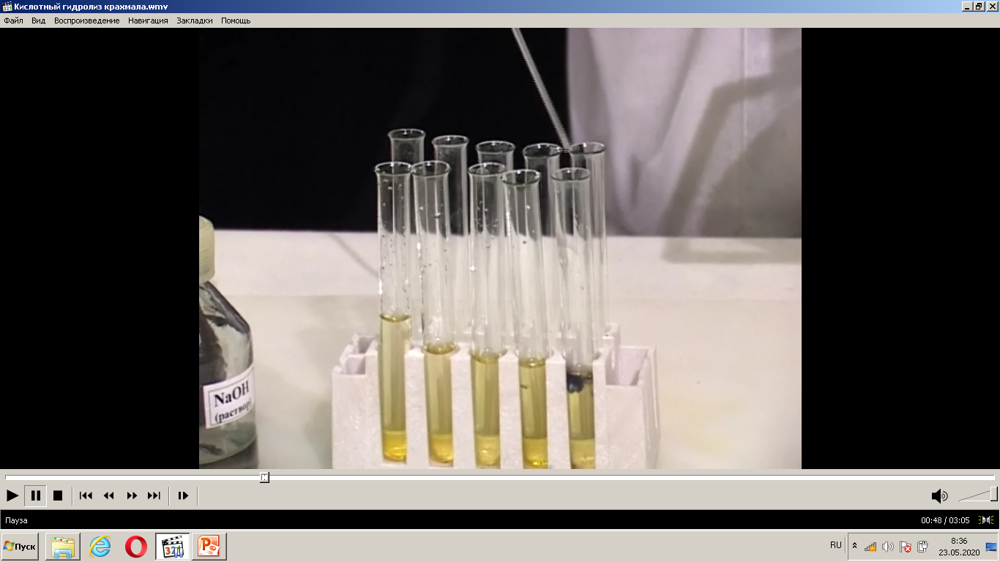 Кислотный гидролиз крахмала.wmv
Файл Вид Воспроизведение Навигация Закладки Помощь
NaOH
(раствор)
Пауза
00:48 / 03:05
Пуск
321
P
RU
8:36
23.05.2020